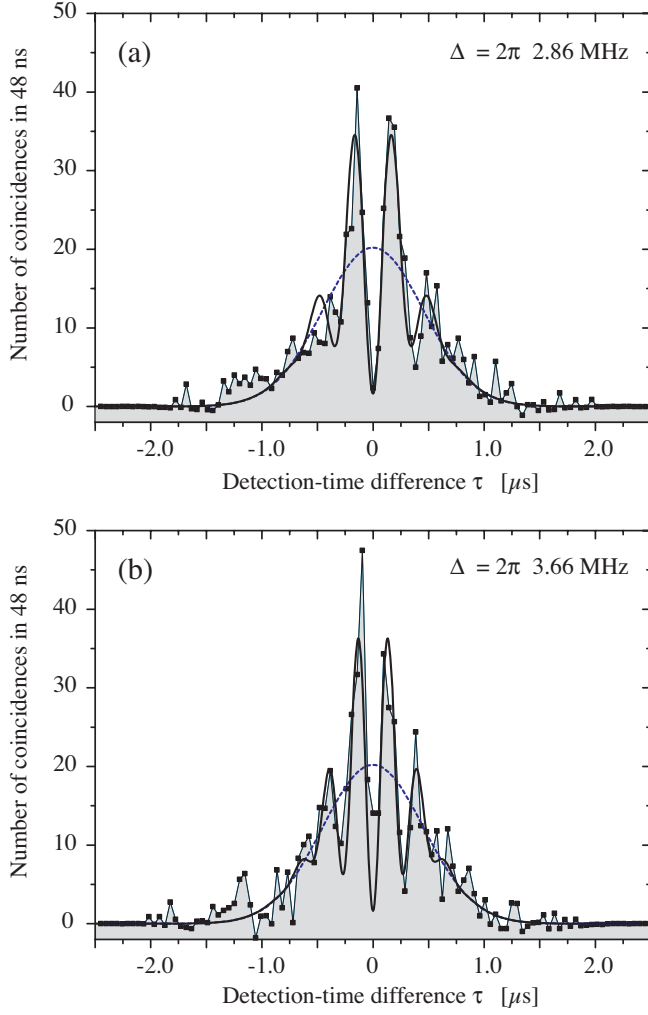 50
(a)
Δ = 2π 2.86 MHz
40
30
20
10
0
Number of coincidences in 48 ns
-2.0 -1.0 0 1.0 2.0
Detection-time difference τ [μs]
50
(b)
Δ = 2π 3.66 MHz
40
30
20
10
0
Number of coincidences in 48 ns
-2.0 -1.0 0 1.0 2.0
Detection-time difference τ [μs]